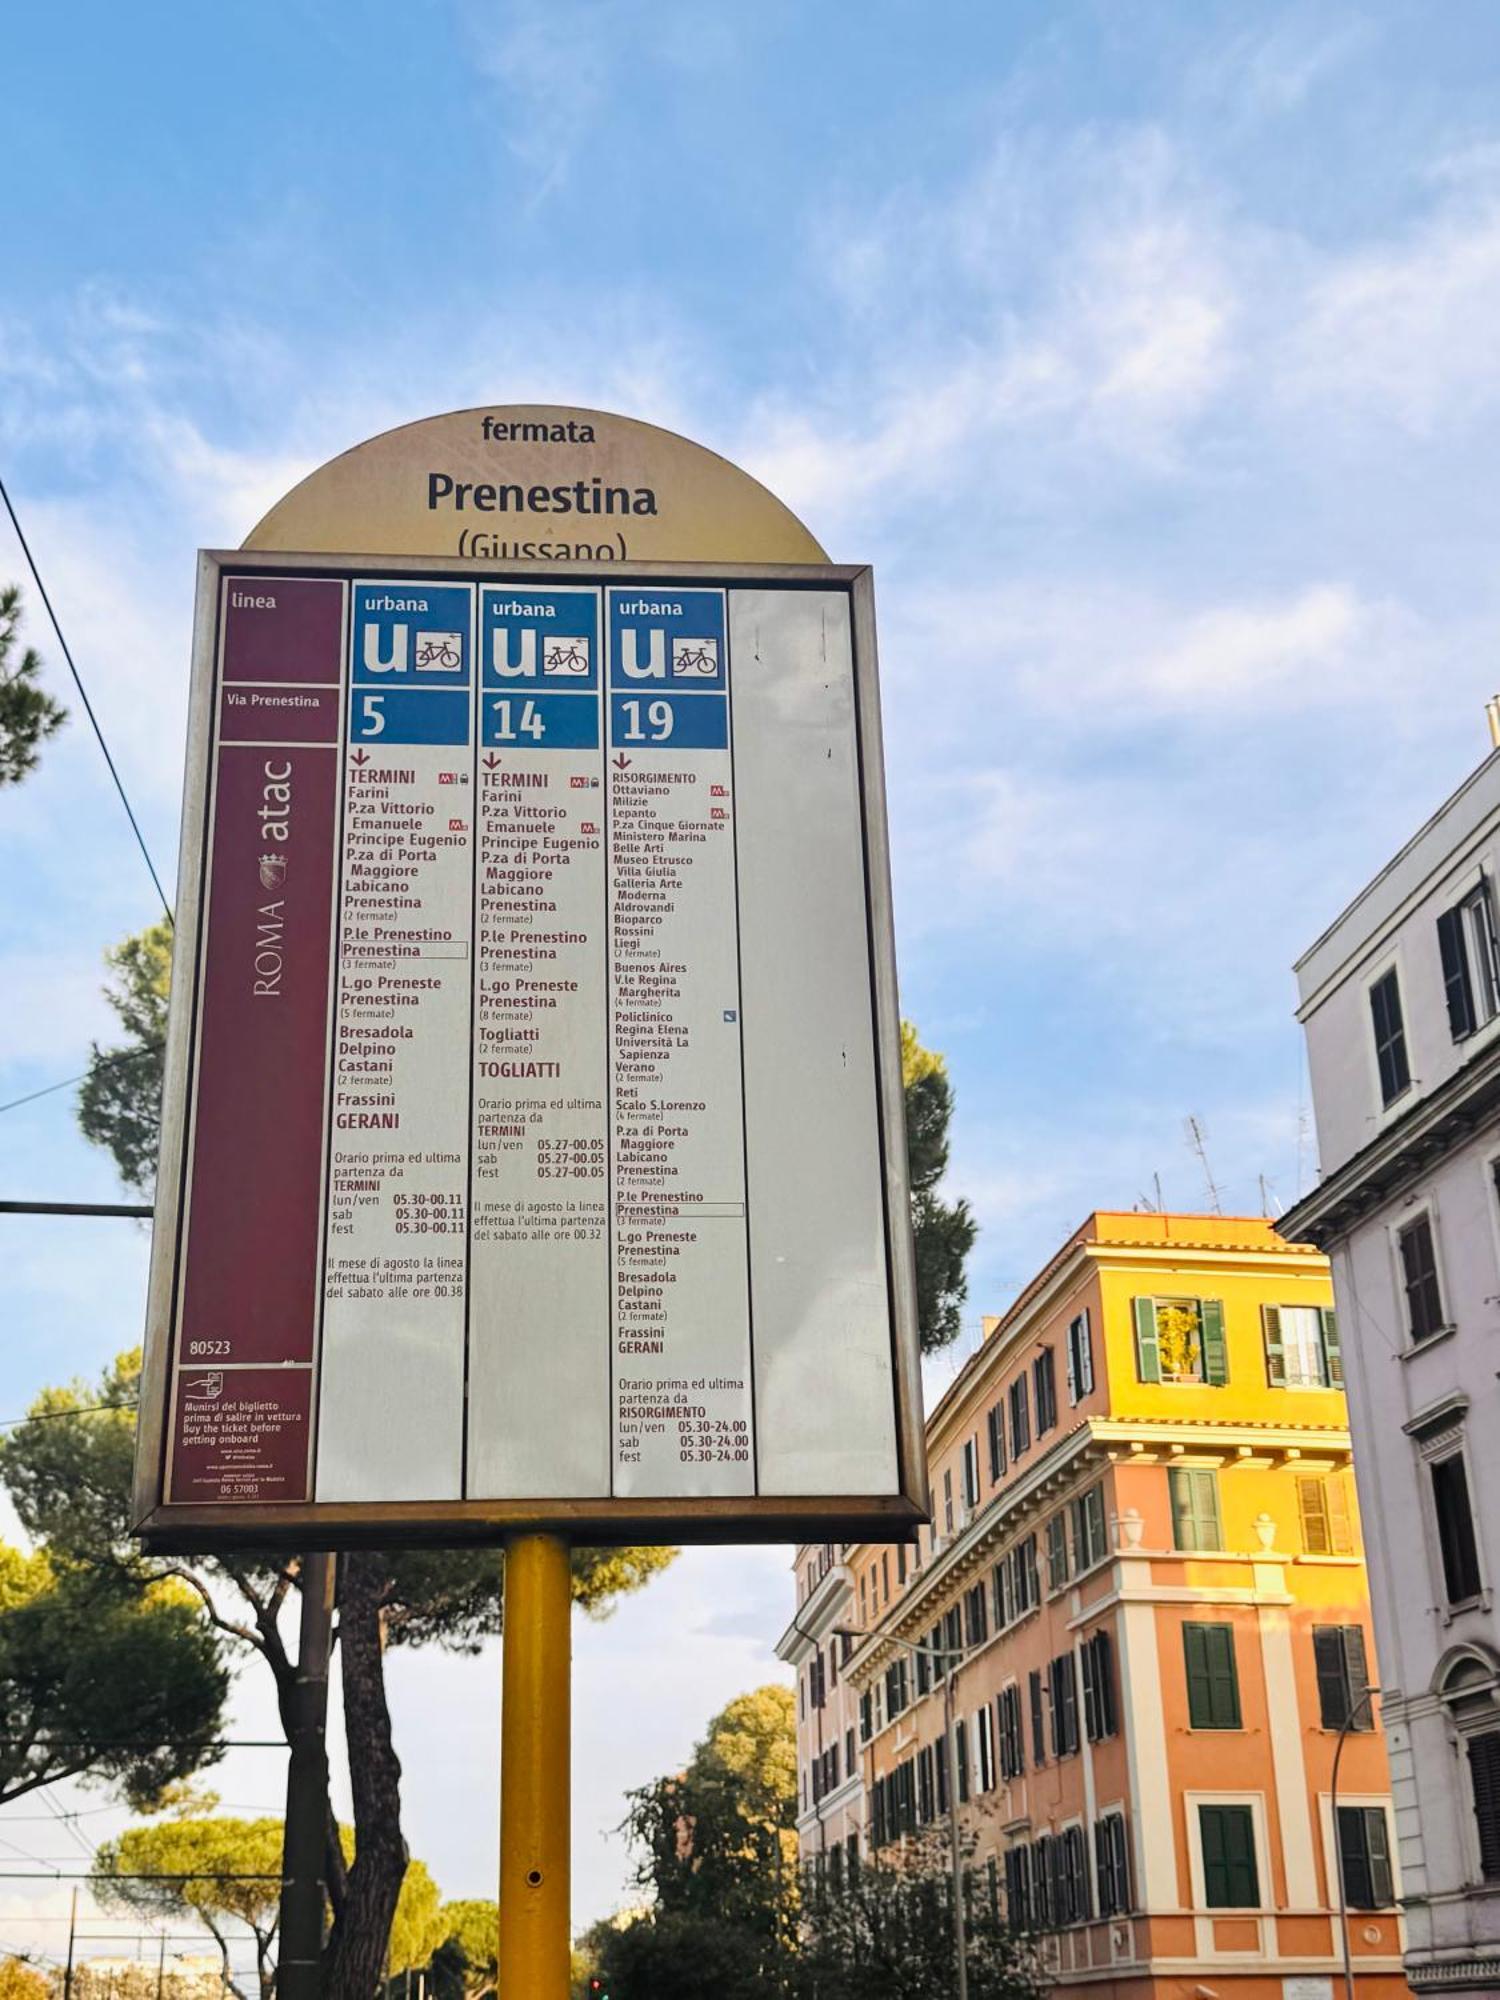 fermata
Prenestina
(Giussano)
linea
Via Prenestina
ROMA atac
80523
Munirsi del biglietto
prima di salire in vettura
Buy the ticket before
getting onboard
06 57003
urbana
U
5
TERMINI
Farini
P.za Vittorio
Emanuele
Principe Eugenio
P.za di Porta
Maggiore
Labicano
Prenestina
(2 fermate)
P.le Prenestino
Prenestina
(3 fermate)
L.go Preneste
Prenestina
(5 fermate)
Bresadola
Delpino
Castani
(2 fermate)
Frassini
GERANI
Orario prima ed ultima
partenza da
TERMINI
lun/ven 05.30-00.11
sab 05.30-00.11
fest 05.30-00.11
Il mese di agosto la linea
effettua l'ultima partenza
del sabato alle ore 00.38
urbana
U
14
TERMINI
Farini
P.za Vittorio
Emanuele
Principe Eugenio
P.za di Porta
Maggiore
Labicano
Prenestina
(2 fermate)
P.le Prenestino
Prenestina
(3 fermate)
L.go Preneste
Prenestina
(8 fermate)
Togliatti
(2 fermate)
TOGLIATTI
Orario prima ed ultima
partenza da
TERMINI
lun/ven 05.27-00.05
sab 05.27-00.05
fest 05.27-00.05
Il mese di agosto la linea
effettua l'ultima partenza
del sabato alle ore 00.32
urbana
U
19
RISORGIMENTO
Ottaviano
Milizie
Lepanto
P.za Cinque Giornate
Ministero Marina
Belle Arti
Museo Etrusco
Villa Giulia
Galleria Arte
Moderna
Aldrovandi
Bioparco
Rossini
Liegi
(2 fermate)
Buenos Aires
V.le Regina
Margherita
(4 fermate)
Policlinico
Regina Elena
Università La
Sapienza
Verano
(2 fermate)
Reti
Scalo S.Lorenzo
(4 fermate)
P.za di Porta
Maggiore
Labicano
Prenestina
(2 fermate)
P.le Prenestino
Prenestina
(3 fermate)
L.go Preneste
Prenestina
(5 fermate)
Bresadola
Delpino
Castani
(2 fermate)
Frassini
GERANI
Orario prima ed ultima
partenza da
RISORGIMENTO
lun/ven 05.30-24.00
sab 05.30-24.00
fest 05.30-24.00